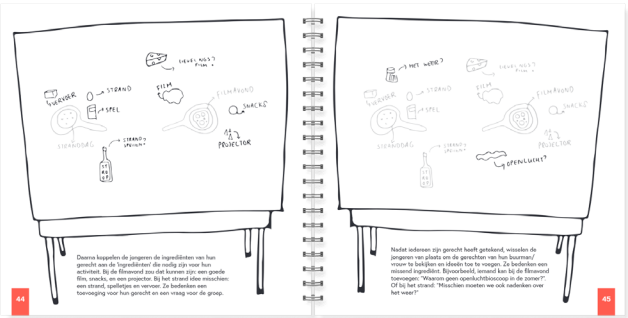 LIEVELINGS?
FILM?
VERVOER
STRAND
SPEL
FILM
FILMAVOND
SNACKS
STRANDDAG
PROJECTOR
STROOP
Daarna koppelen de jongeren de ingrediënten van hun
gerecht aan de 'ingrediënten' die nodig zijn voor hun
activiteit. Bij de filmavond zou dat kunnen zijn: een goede
film, snacks, en een projector. Bij het strand idee misschien:
een strand, spelletjes en vervoer. Ze bedenken een
toevoeging voor hun gerecht en een vraag voor de groep.
44
HET WEER?
LIEVELINGS?
FILM?
VERVOER
STRAND
SPEL
FILM
FILMAVOND
SNACKS
STRANDDAG
PROJECTOR
OPENLUCHT?
Nadat iedereen zijn gerecht heeft getekend, wisselen de
jongeren van plaats om de gerechten van hun buurman/
vrouw te bekijken en ideeën toe te voegen. Ze bedenken een
missend ingrediënt. Bijvoorbeeld, iemand kan bij de filmavond
toevoegen: "Waarom geen openluchtbioscoop in de zomer?".
Of bij het strand: "Misschien moeten we ook nadenken over
het weer?"
45